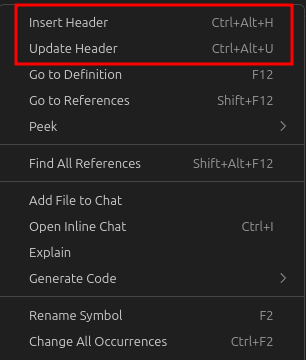 Insert Header Ctrl+Alt+H
Update Header Ctrl+Alt+U
Go to Definition F12
Go to References Shift+F12
Peek
Find All References Shift+Alt+F12
Add File to Chat
Open Inline Chat Ctrl+I
Explain
Generate Code
Rename Symbol F2
Change All Occurrences Ctrl+F2